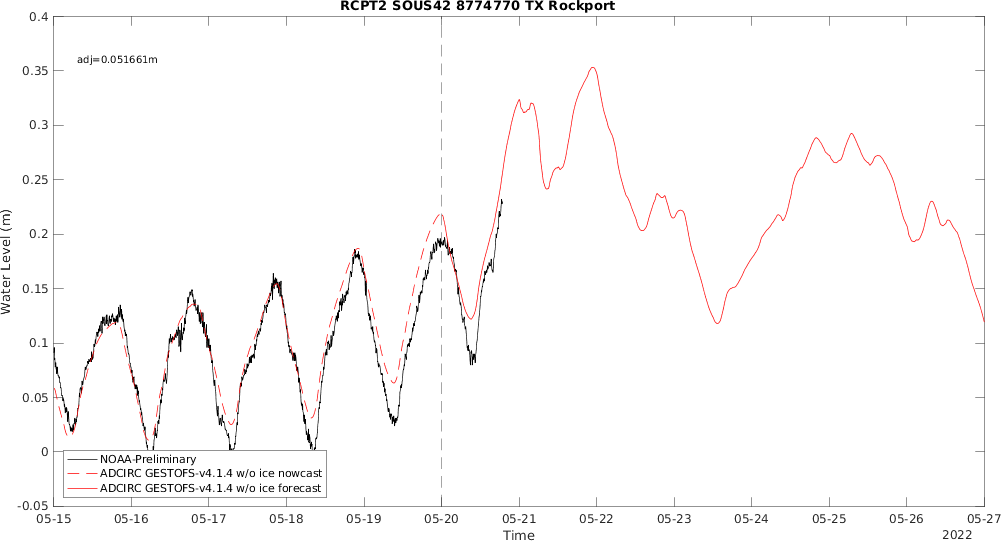 RCPT2 SOUS42 8774770 TX Rockport
0.4
adj=0.051661m
0.35
0.3
0.25
0.2
0.15
0.1
0.05
0
-0.05
Water Level (m)
NOAA-Preliminary
ADCIRC GESTOFS-v4.1.4 w/o ice nowcast
ADCIRC GESTOFS-v4.1.4 w/o ice forecast
05-15 05-16 05-17 05-18 05-19 05-20 05-21 05-22 05-23 05-24 05-25 05-26 05-27
Time
2022